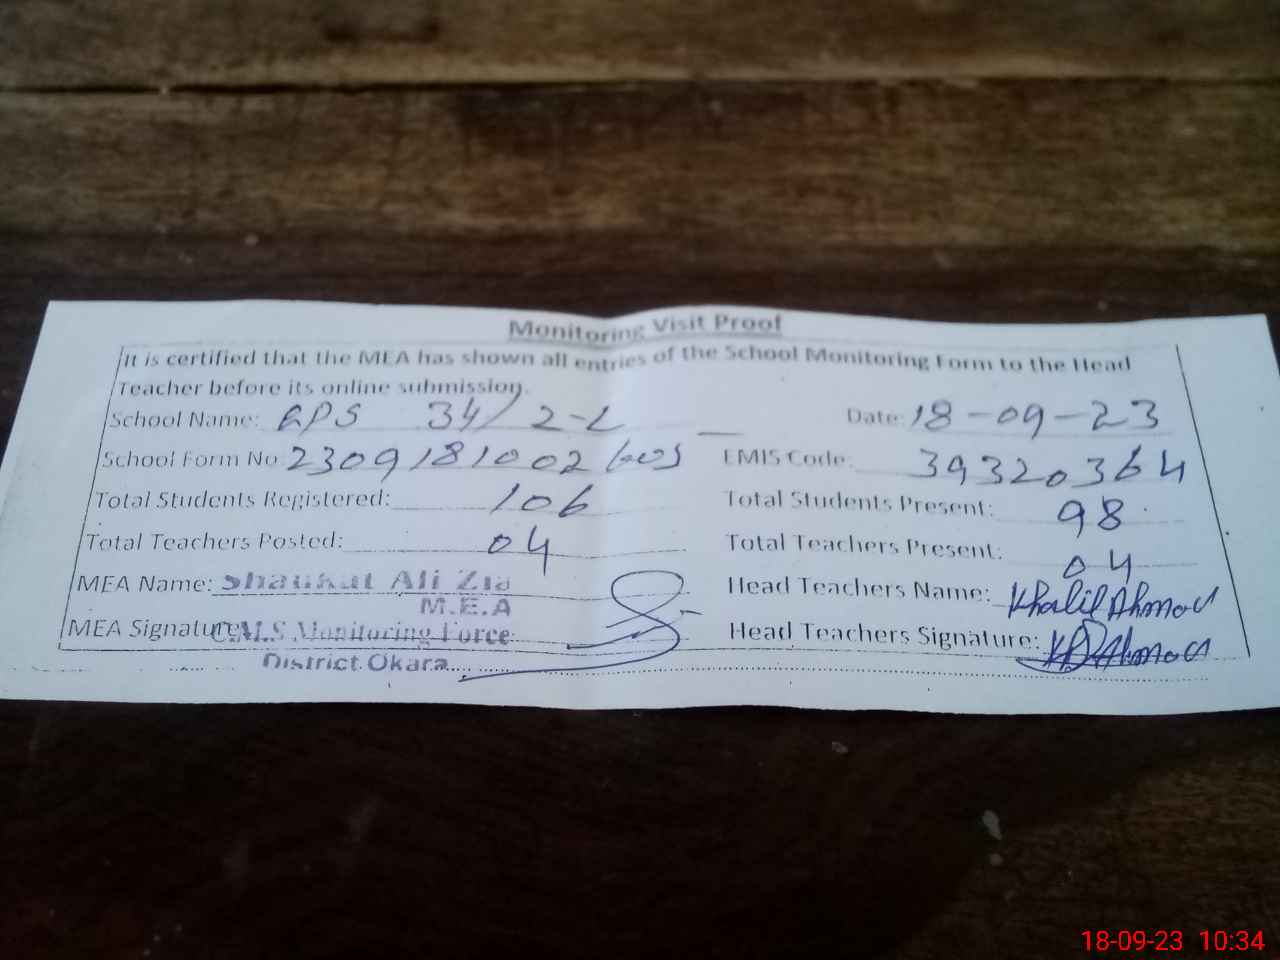 Monitoring Visit Proof
It is certified that the MEA has shown all entries of the School Monitoring Form to the Head
Teacher before its online submission.
School Name: GPS 34/2-L Date: 18-09-23
School Form No 2309181002 EMIS Code: 39320364
Total Students Registered: 106 Total Students Present: 98
Total Teachers Posted: 04 Total Teachers Present: 04
MEA Name: Shaukat Ali Zia Head Teachers Name: Khalil Ahmad
M.E.A
MEA Signature C.M.S Monitoring Force Head Teachers Signature:
District Okara
18-09-23 10:34